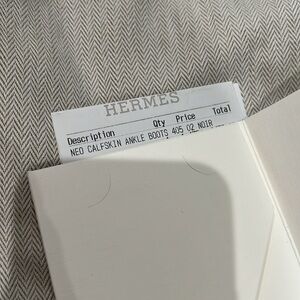 HERMES
Description Qty Price Total
NEO CALFSKIN ANKLE BOOTS 405 02 NOIR